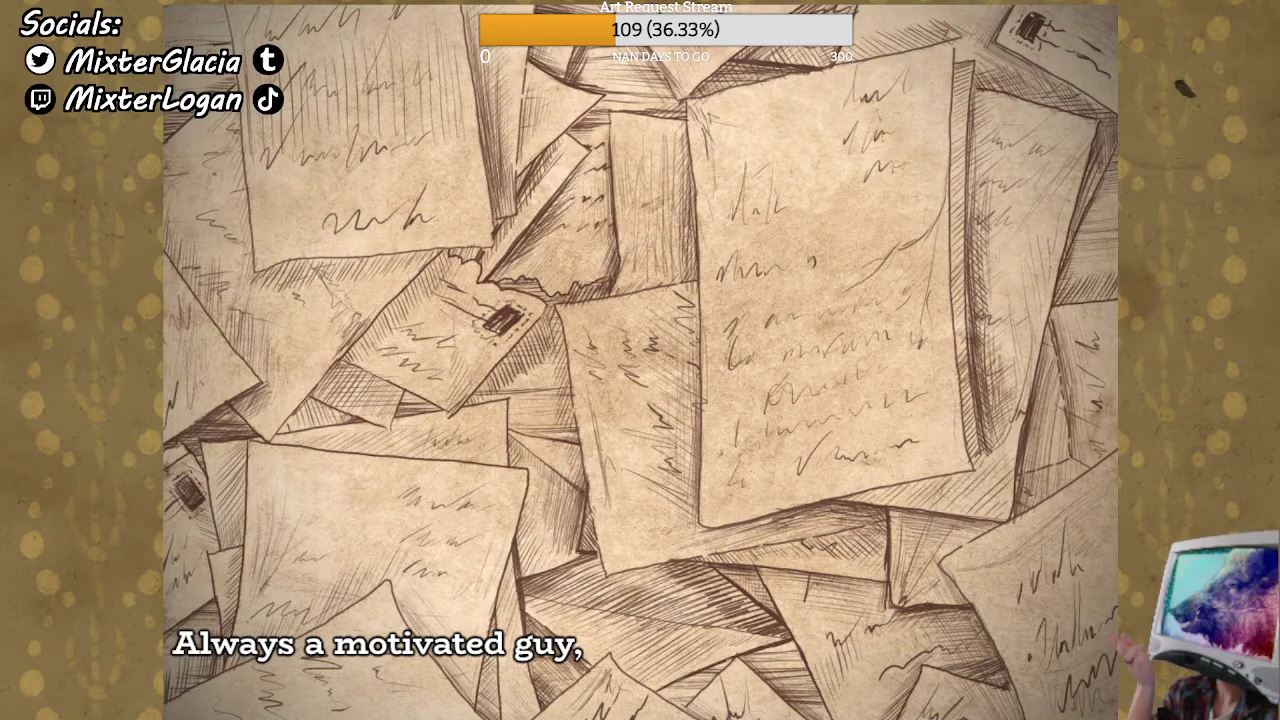 Socials:
MixterGlacia
MixterLogan
Art Request Stream
109 (36.33%)
0
NAN DAYS TO GO
300
Always a motivated guy,